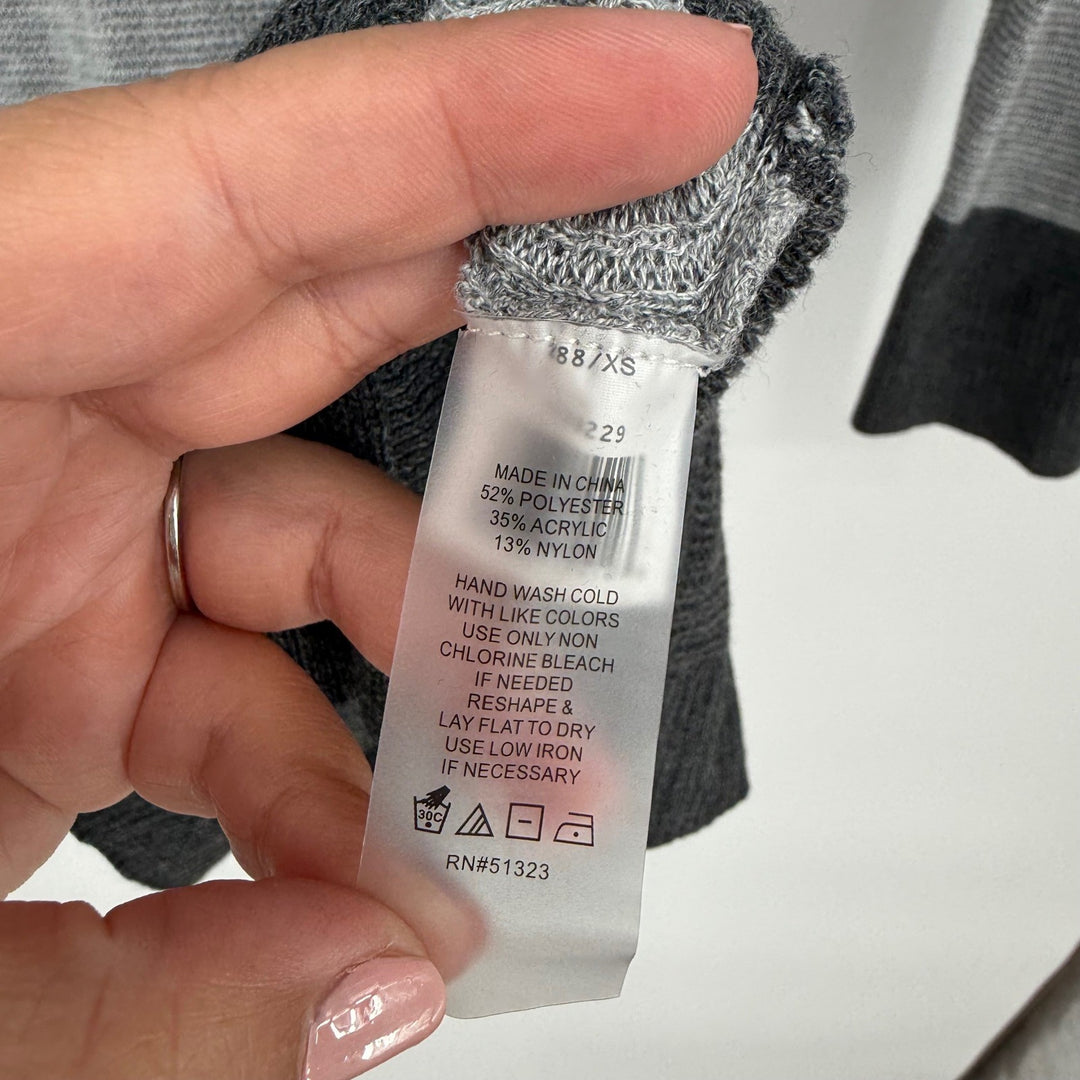 88/XS
229
MADE IN CHINA
52% POLYESTER
35% ACRYLIC
13% NYLON
HAND WASH COLD
WITH LIKE COLORS
USE ONLY NON
CHLORINE BLEACH
IF NEEDED
RESHAPE &
LAY FLAT TO DRY
USE LOW IRON
IF NECESSARY
30C
RN#51323